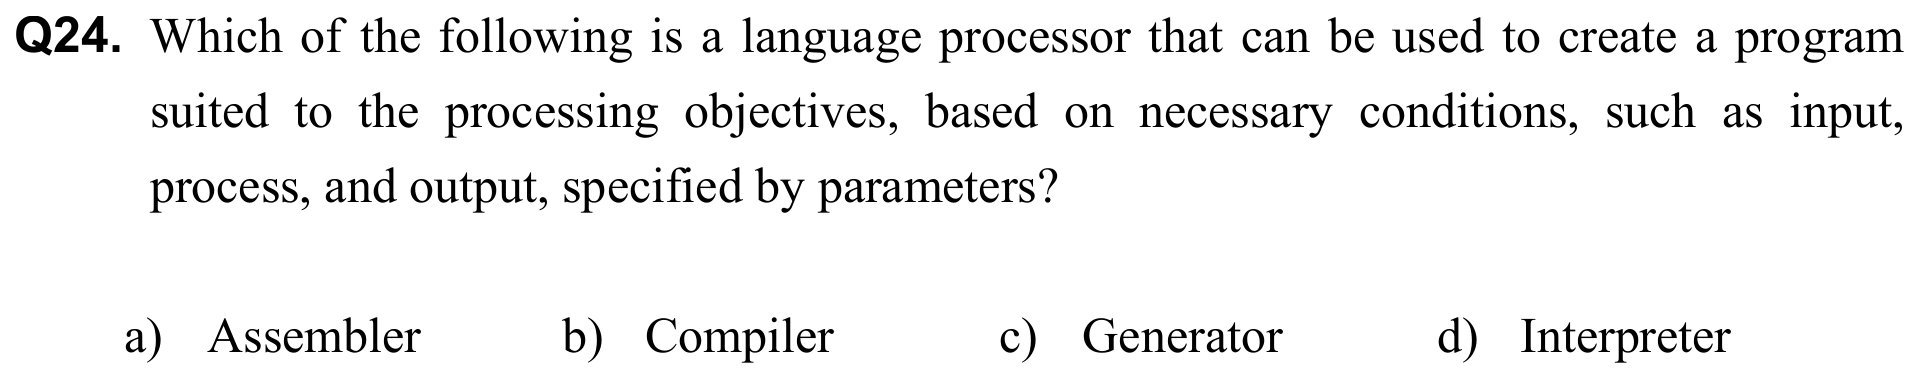 Q24. Which of the following is a language processor that can be used to create a program
suited to the processing objectives, based on necessary conditions, such as input,
process, and output, specified by parameters?
a) Assembler b) Compiler c) Generator d) Interpreter